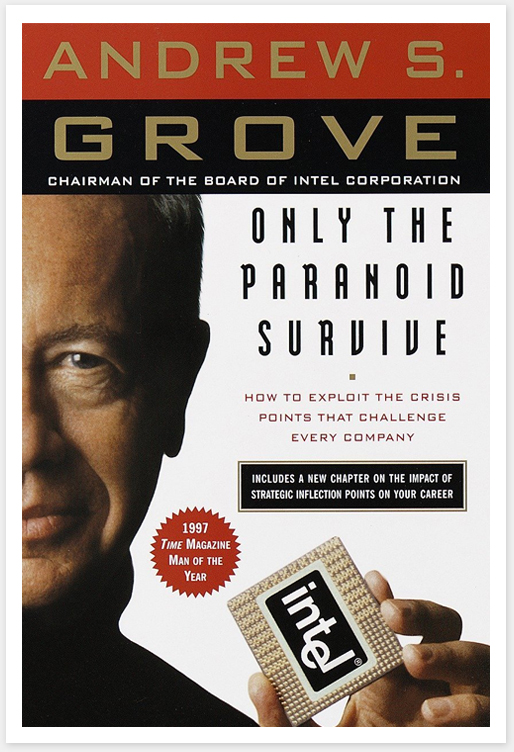 ANDREW S.
GROVE
CHAIRMAN OF THE BOARD OF INTEL CORPORATION
ONLY THE
PARANOID
SURVIVE
HOW TO EXPLOIT THE CRISIS
POINTS THAT CHALLENGE
EVERY COMPANY
INCLUDES A NEW CHAPTER ON THE IMPACT OF
STRATEGIC INFLECTION POINTS ON YOUR CAREER
1997
TIME MAGAZINE
MAN OF THE
YEAR
intel®